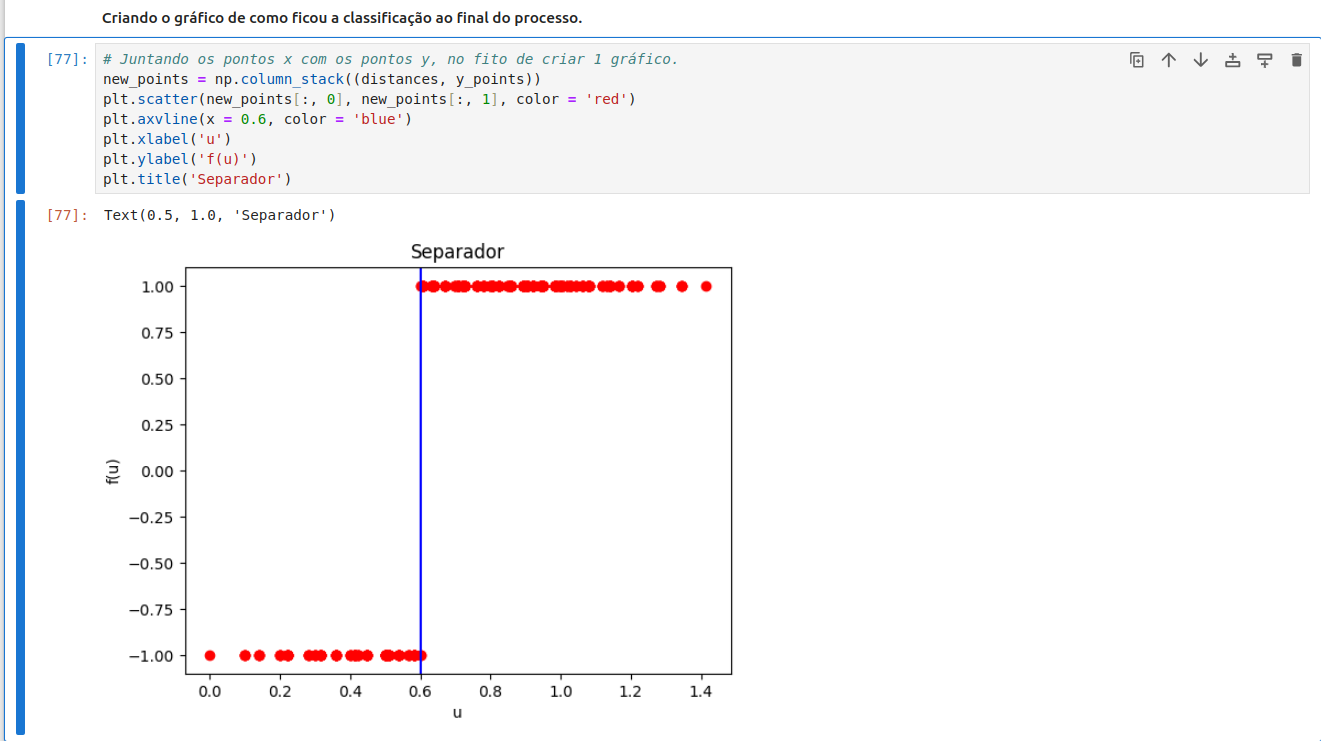 Criando o gráfico de como ficou a classificação ao final do processo.
[77]: # Juntando os pontos x com os pontos y, no fito de criar 1 gráfico.
new_points = np.column_stack((distances, y_points))
plt.scatter(new_points[:, 0], new_points[:, 1], color = 'red')
plt.axvline(x = 0.6, color = 'blue')
plt.xlabel('u')
plt.ylabel('f(u)')
plt.title('Separador')
[77]: Text(0.5, 1.0, 'Separador')
Separador
1.00
0.75
0.50
0.25
0.00
−0.25
−0.50
−0.75
−1.00
f(u)
0.0 0.2 0.4 0.6 0.8 1.0 1.2 1.4
u